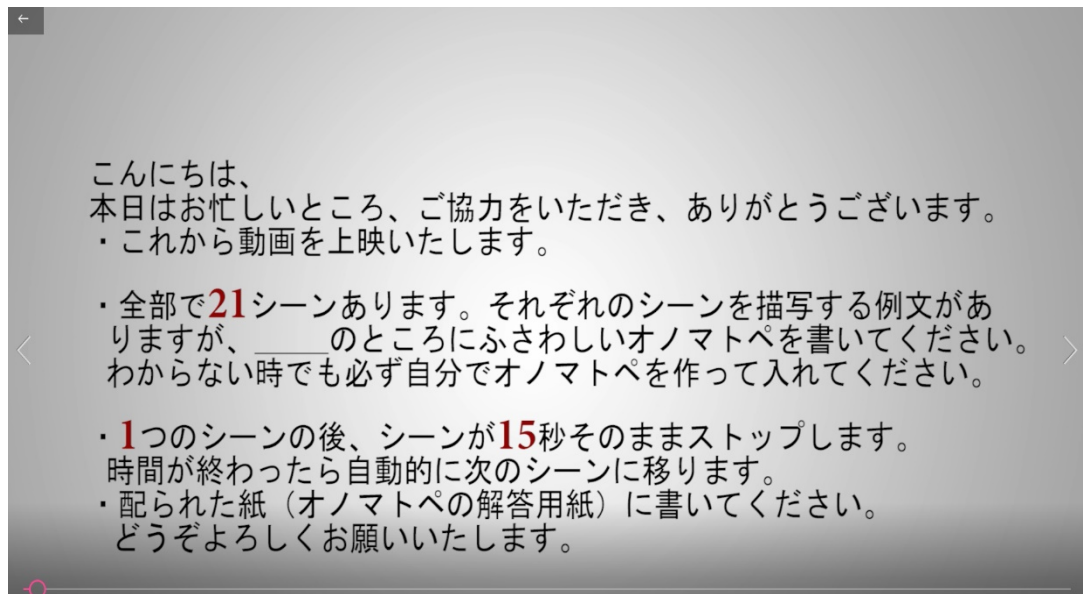 こんにちは、
本日はお忙しいところ、ご協力をいただき、ありがとうございます。
・これから動画を上映いたします。
・全部で21シーンあります。それぞれのシーンを描写する例文があ
りますが、_____のところにふさわしいオノマトペを書いてください。
わからない時でも必ず自分でオノマトペを作って入れてください。
・1つのシーンの後、シーンが15秒そのままストップします。
時間が終わったら自動的に次のシーンに移ります。
・配られた紙（オノマトペの解答用紙）に書いてください。
どうぞよろしくお願いいたします。